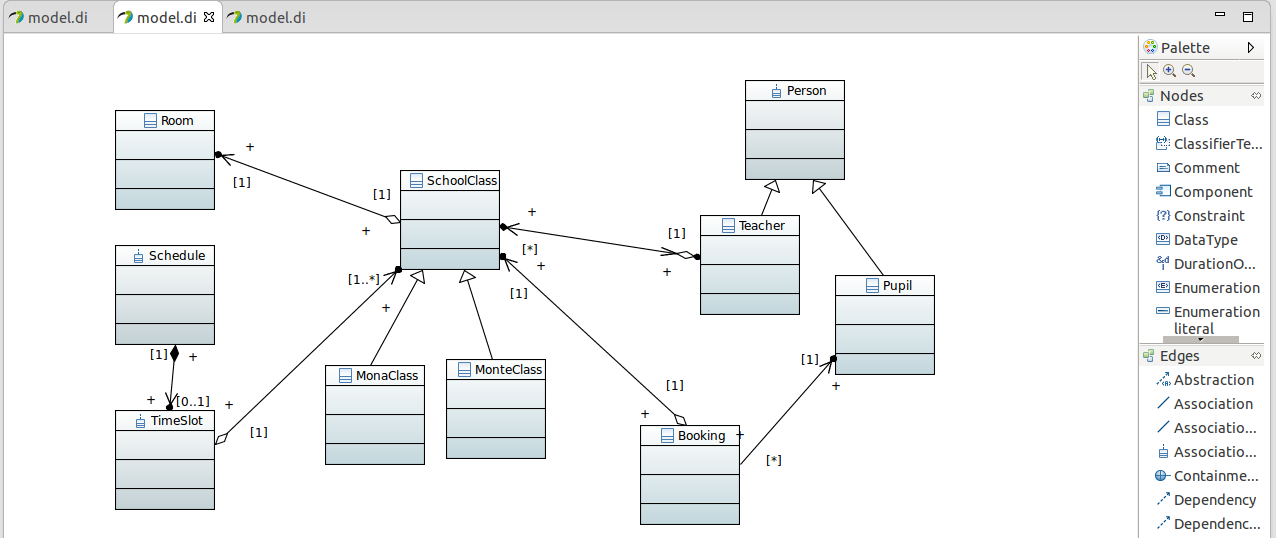 model.di
model.di
model.di
Palette
Nodes
Class
ClassifierTe...
Comment
Component
Constraint
DataType
DurationO...
Enumeration
Enumeration
literal
Edges
Abstraction
Association
Associatio...
Associatio...
Containme...
Dependency
Dependenc...
Person
Room
+
[1]
SchoolClass
[1]
+
+
[1]
Teacher
[*]
+
+
Schedule
[1..*]
[1]
Pupil
+
[1]
+
[1]
+
MonaClass
MonteClass
[1]
+
[0..1]
+
TimeSlot
[1]
+
Booking
+
[*]